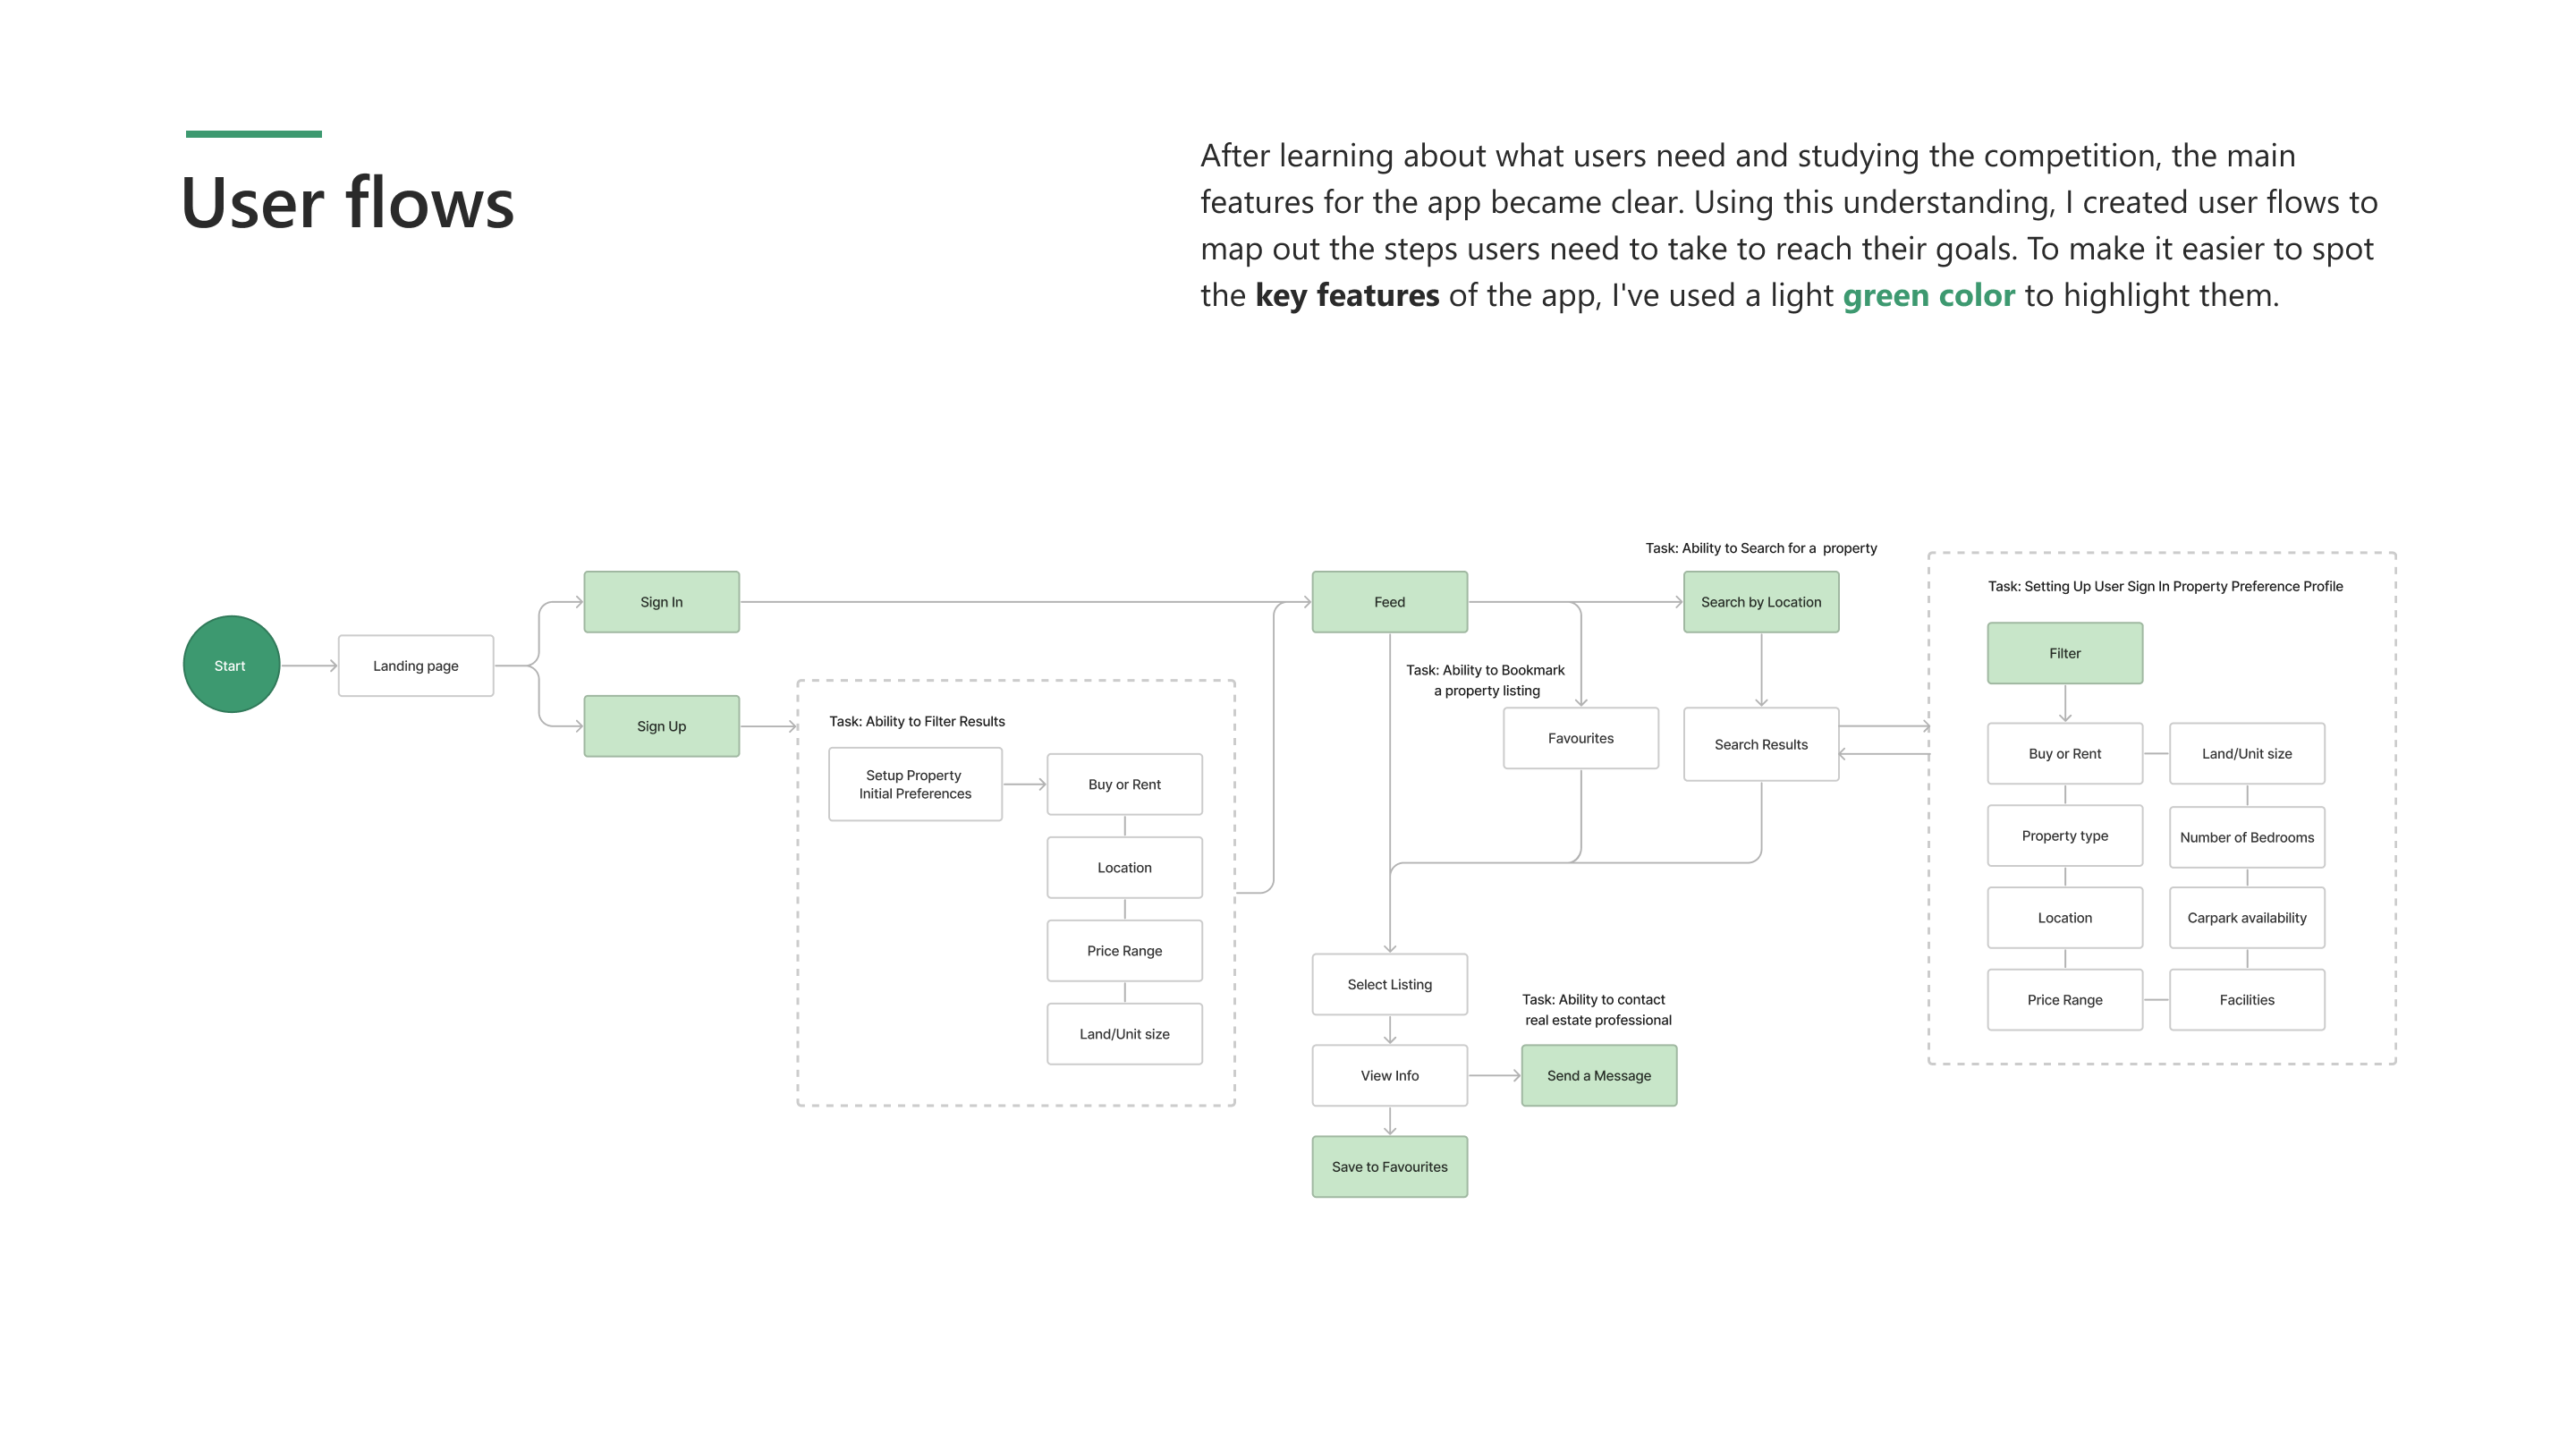 User flows
After learning about what users need and studying the competition, the main
features for the app became clear. Using this understanding, I created user flows to
map out the steps users need to take to reach their goals. To make it easier to spot
the key features of the app, I've used a light green color to highlight them.
Start
Landing page
Sign In
Sign Up
Task: Ability to Filter Results
Setup Property
Initial Preferences
Buy or Rent
Location
Price Range
Land/Unit size
Feed
Task: Ability to Bookmark
a property listing
Favourites
Task: Ability to Search for a  property
Search by Location
Search Results
Select Listing
View Info
Save to Favourites
Task: Ability to contact
real estate professional
Send a Message
Task: Setting Up User Sign In Property Preference Profile
Filter
Buy or Rent
Property type
Location
Price Range
Land/Unit size
Number of Bedrooms
Carpark availability
Facilities